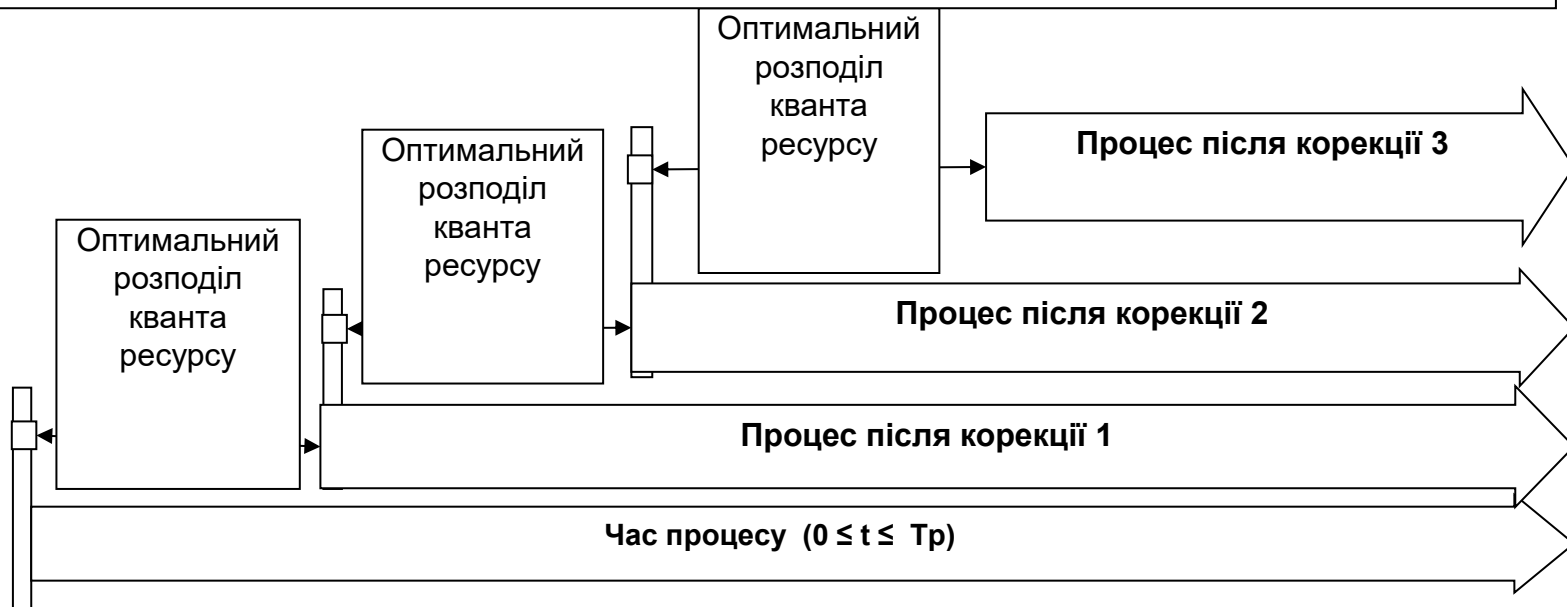 Оптимальний
розподіл
кванта
ресурсу
Процес після корекції 3
Оптимальний
розподіл
кванта
ресурсу
Оптимальний
розподіл
кванта
ресурсу
Процес після корекції 2
Процес після корекції 1
Час процесу (0 ≤ t ≤ Тр)